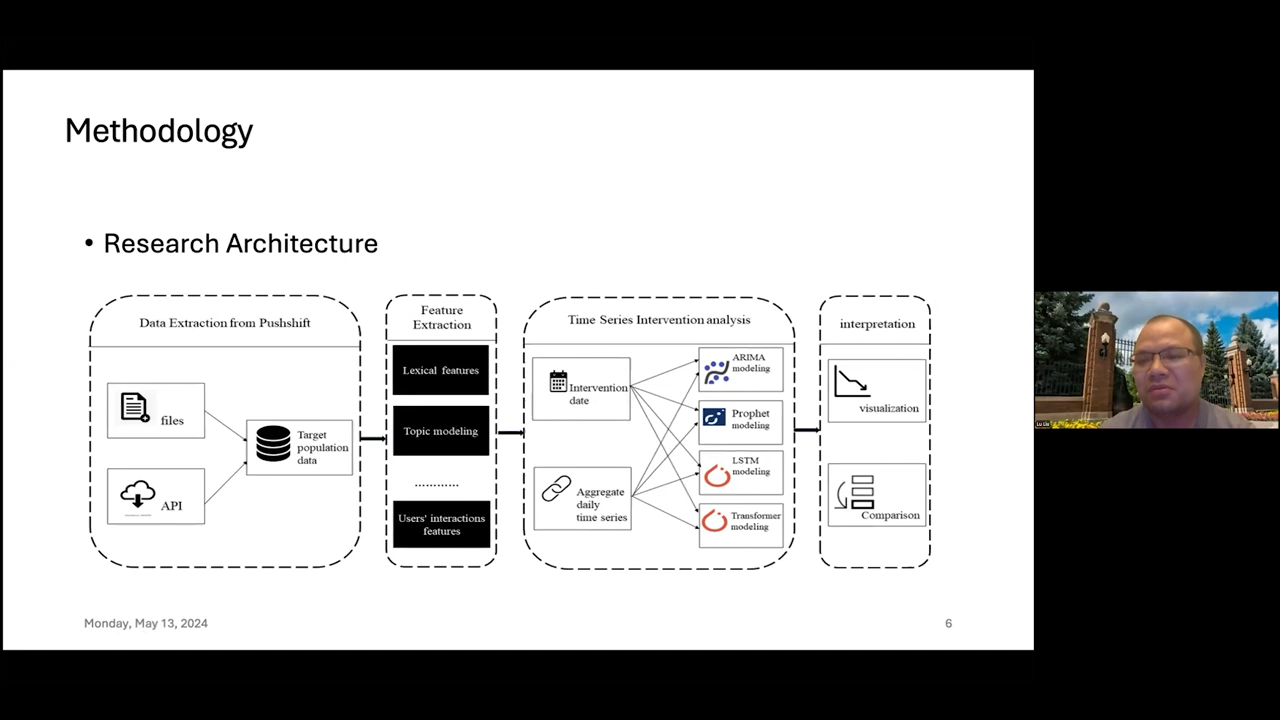 Methodology
• Research Architecture
Data Extraction from Pushshift
files
API
Target
population
data
Feature
Extraction
Lexical features
Topic modeling
............
Users' interactions
features
Time Series Intervention analysis
Intervention
date
Aggregate
daily
time series
ARIMA
modeling
Prophet
modeling
LSTM
modeling
Transformer
modeling
interpretation
visualization
Comparison
Monday, May 13, 2024
6